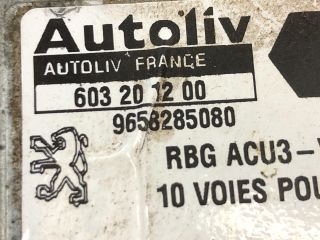 Autoliv
AUTOLIV FRANCE
603 20 12 00
9658285080
RBG ACU3-
10 VOIES POU